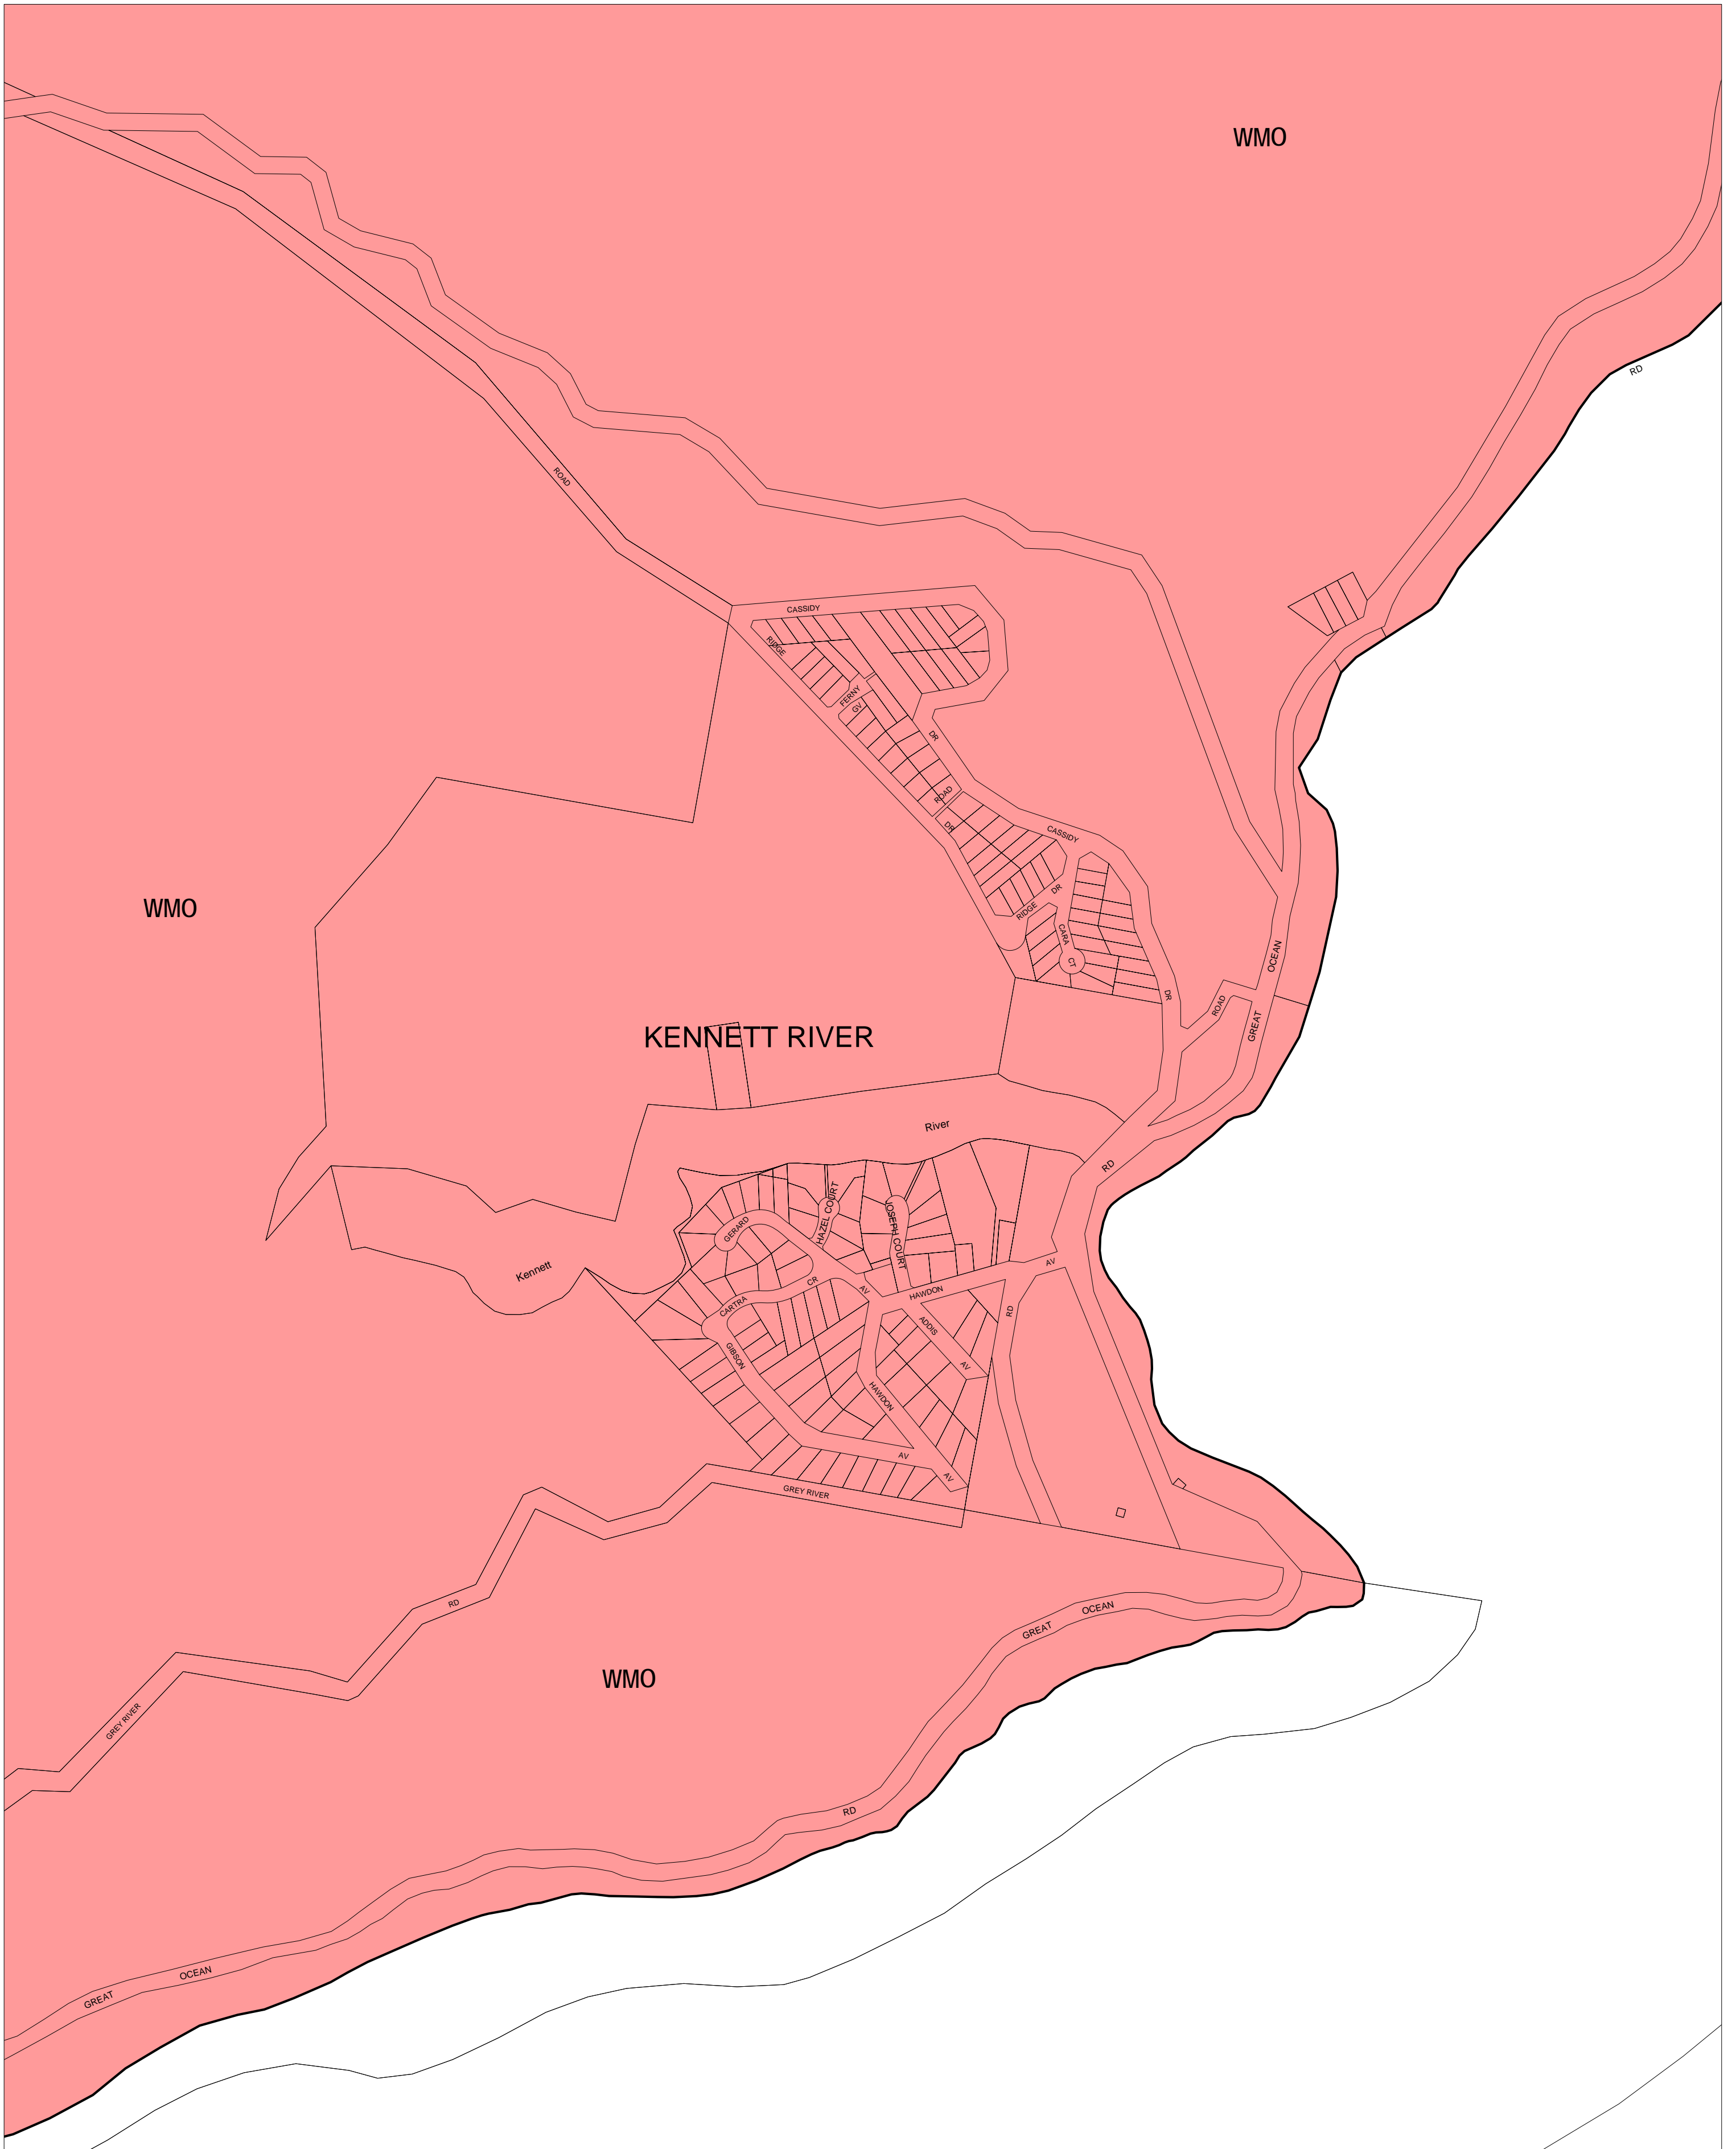 WMO
RD
ROAD
CASSIDY
RIDGE
FERNY
GV
DR
ROAD
DR
CASSIDY
DR
RIDGE
CARA
CT
WMO
OCEAN
DR
ROAD
GREAT
KENNETT RIVER
River
RD
HAZEL COURT
JOSEPH COURT
GERARD
Kennett
AV
CR
AV
HAWDON
CARTRA
RD
ADDIS
GIBSON
AV
HAWDON
AV
AV
GREY RIVER
RD
OCEAN
GREAT
WMO
GREY RIVER
RD
OCEAN
GREAT